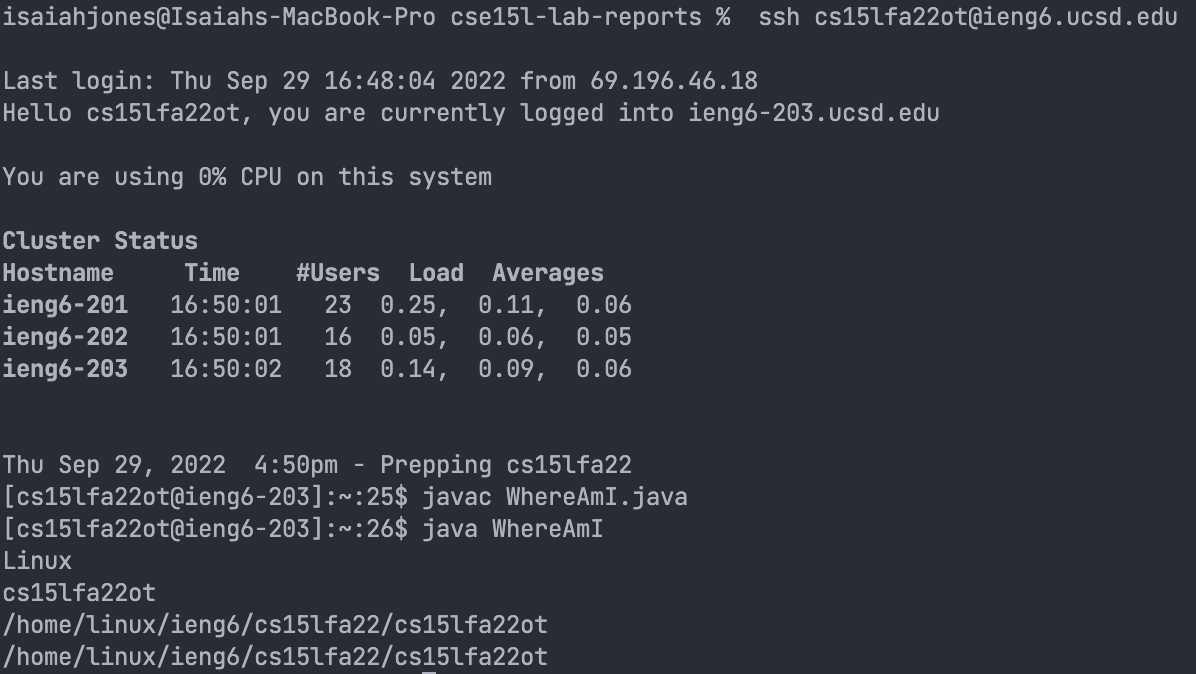 isaiahjones@Isaiahs-MacBook-Pro cse15l-lab-reports %  ssh cs15lfa22ot@ieng6.ucsd.edu
Last login: Thu Sep 29 16:48:04 2022 from 69.196.46.18
Hello cs15lfa22ot, you are currently logged into ieng6-203.ucsd.edu
You are using 0% CPU on this system
Cluster Status
Hostname     Time    #Users  Load  Averages
ieng6-201   16:50:01   23  0.25,  0.11,  0.06
ieng6-202   16:50:01   16  0.05,  0.06,  0.05
ieng6-203   16:50:02   18  0.14,  0.09,  0.06
Thu Sep 29, 2022  4:50pm - Prepping cs15lfa22
[cs15lfa22ot@ieng6-203]:~:25$ javac WhereAmI.java
[cs15lfa22ot@ieng6-203]:~:26$ java WhereAmI
Linux
cs15lfa22ot
/home/linux/ieng6/cs15lfa22/cs15lfa22ot
/home/linux/ieng6/cs15lfa22/cs15lfa22ot